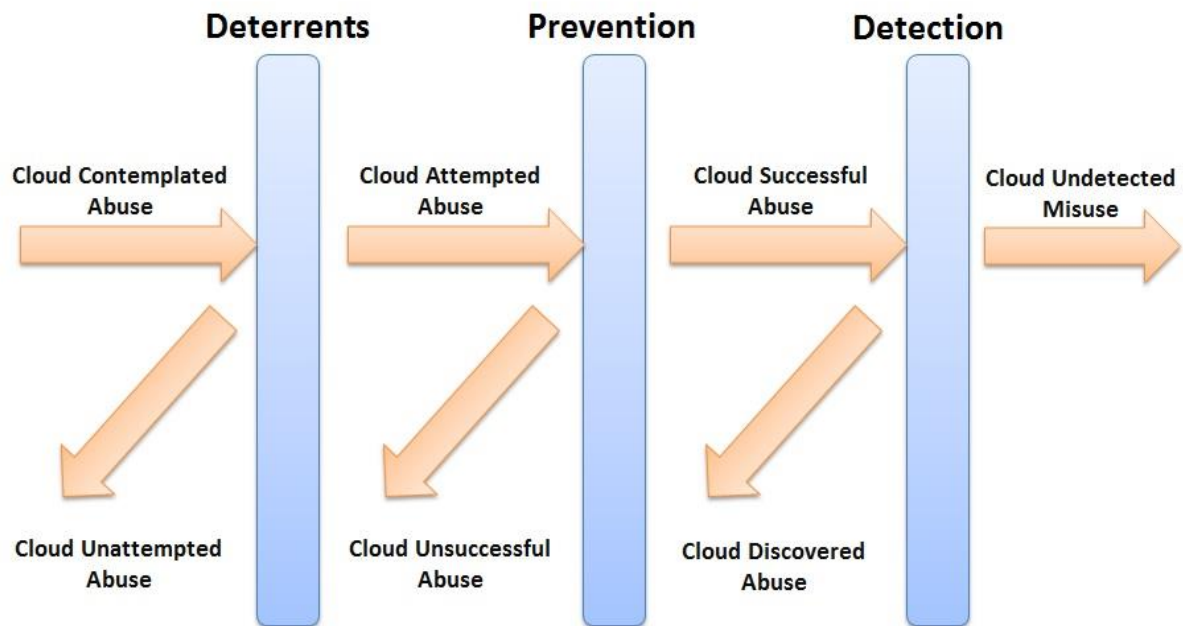 Deterrents
Prevention
Detection
Cloud Contemplated
Abuse
Cloud Attempted
Abuse
Cloud Successful
Abuse
Cloud Undetected
Misuse
Cloud Unattempted
Abuse
Cloud Unsuccessful
Abuse
Cloud Discovered
Abuse